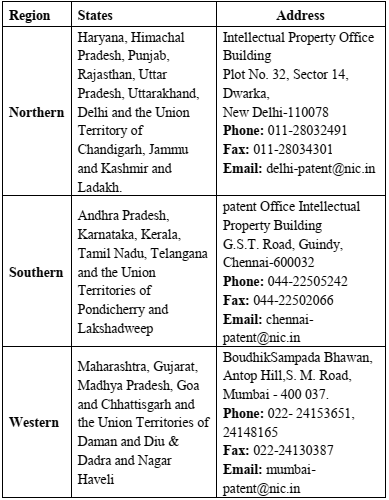 Region States Address
Northern
Haryana, Himachal
Pradesh, Punjab,
Rajasthan, Uttar
Pradesh, Uttarakhand,
Delhi and the Union
Territory of
Chandigarh, Jammu
and Kashmir and
Ladakh.
Intellectual Property Office
Building
Plot No. 32, Sector 14,
Dwarka,
New Delhi-110078
Phone: 011-28032491
Fax: 011-28034301
Email: delhi-patent@nic.in
Southern
Andhra Pradesh,
Karnataka, Kerala,
Tamil Nadu, Telangana
and the Union
Territories of
Pondicherry and
Lakshadweep
patent Office Intellectual
Property Building
G.S.T. Road, Guindy,
Chennai-600032
Phone: 044-22505242
Fax: 044-22502066
Email: chennai-
patent@nic.in
Western
Maharashtra, Gujarat,
Madhya Pradesh, Goa
and Chhattisgarh and
the Union Territories of
Daman and Diu &
Dadra and Nagar
Haveli
BoudhikSampada Bhawan,
Antop Hill,S. M. Road,
Mumbai - 400 037.
Phone: 022- 24153651,
24148165
Fax: 022-24130387
Email: mumbai-
patent@nic.in